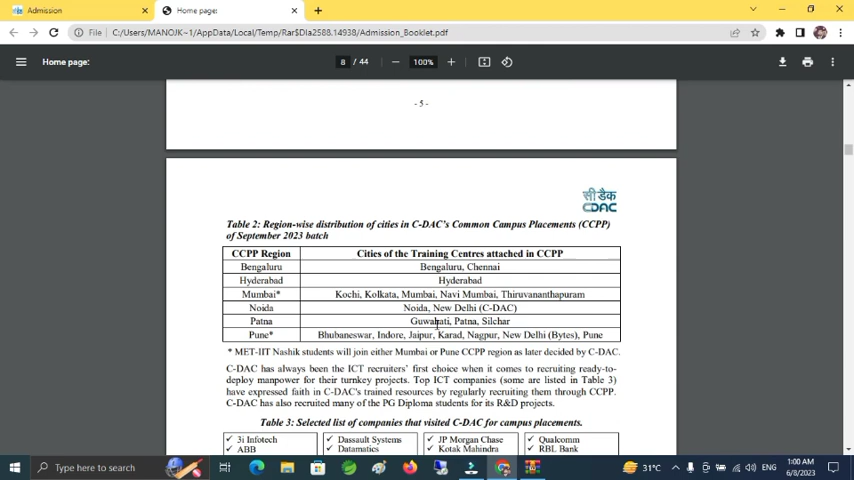 Admission
Home page:
File
C:/Users/MANOJK~1/AppData/Local/Temp/Rar$DIa2588.14938/Admission_Booklet.pdf
Home page:
8 / 44
100%
- 5 -
सी डैक
CDAC
Table 2: Region-wise distribution of cities in C-DAC's Common Campus Placements (CCPP)
of September 2023 batch
CCPP Region Cities of the Training Centres attached in CCPP
Bengaluru Bengaluru, Chennai
Hyderabad Hyderabad
Mumbai* Kochi, Kolkata, Mumbai, Navi Mumbai, Thiruvananthapuram
Noida Noida, New Delhi (C-DAC)
Patna Guwahati, Patna, Silchar
Pune* Bhubaneswar, Indore, Jaipur, Karad, Nagpur, New Delhi (Bytes), Pune
* MET-IIT Nashik students will join either Mumbai or Pune CCPP region as later decided by C-DAC.
C-DAC has always been the ICT recruiters' first choice when it comes to recruiting ready-to-
deploy manpower for their turnkey projects. Top ICT companies (some are listed in Table 3)
have expressed faith in C-DAC's trained resources by regularly recruiting them through CCPP.
C-DAC has also recruited many of the PG Diploma students for its R&D projects.
Table 3: Selected list of companies that visited C-DAC for campus placements.
✓ 3i Infotech ✓ Dassault Systems ✓ JP Morgan Chase ✓ Qualcomm
✓ ABB ✓ Datamatics ✓ Kotak Mahindra ✓ RBL Bank
Type here to search
31°C
ENG
1:00 AM
6/8/2023